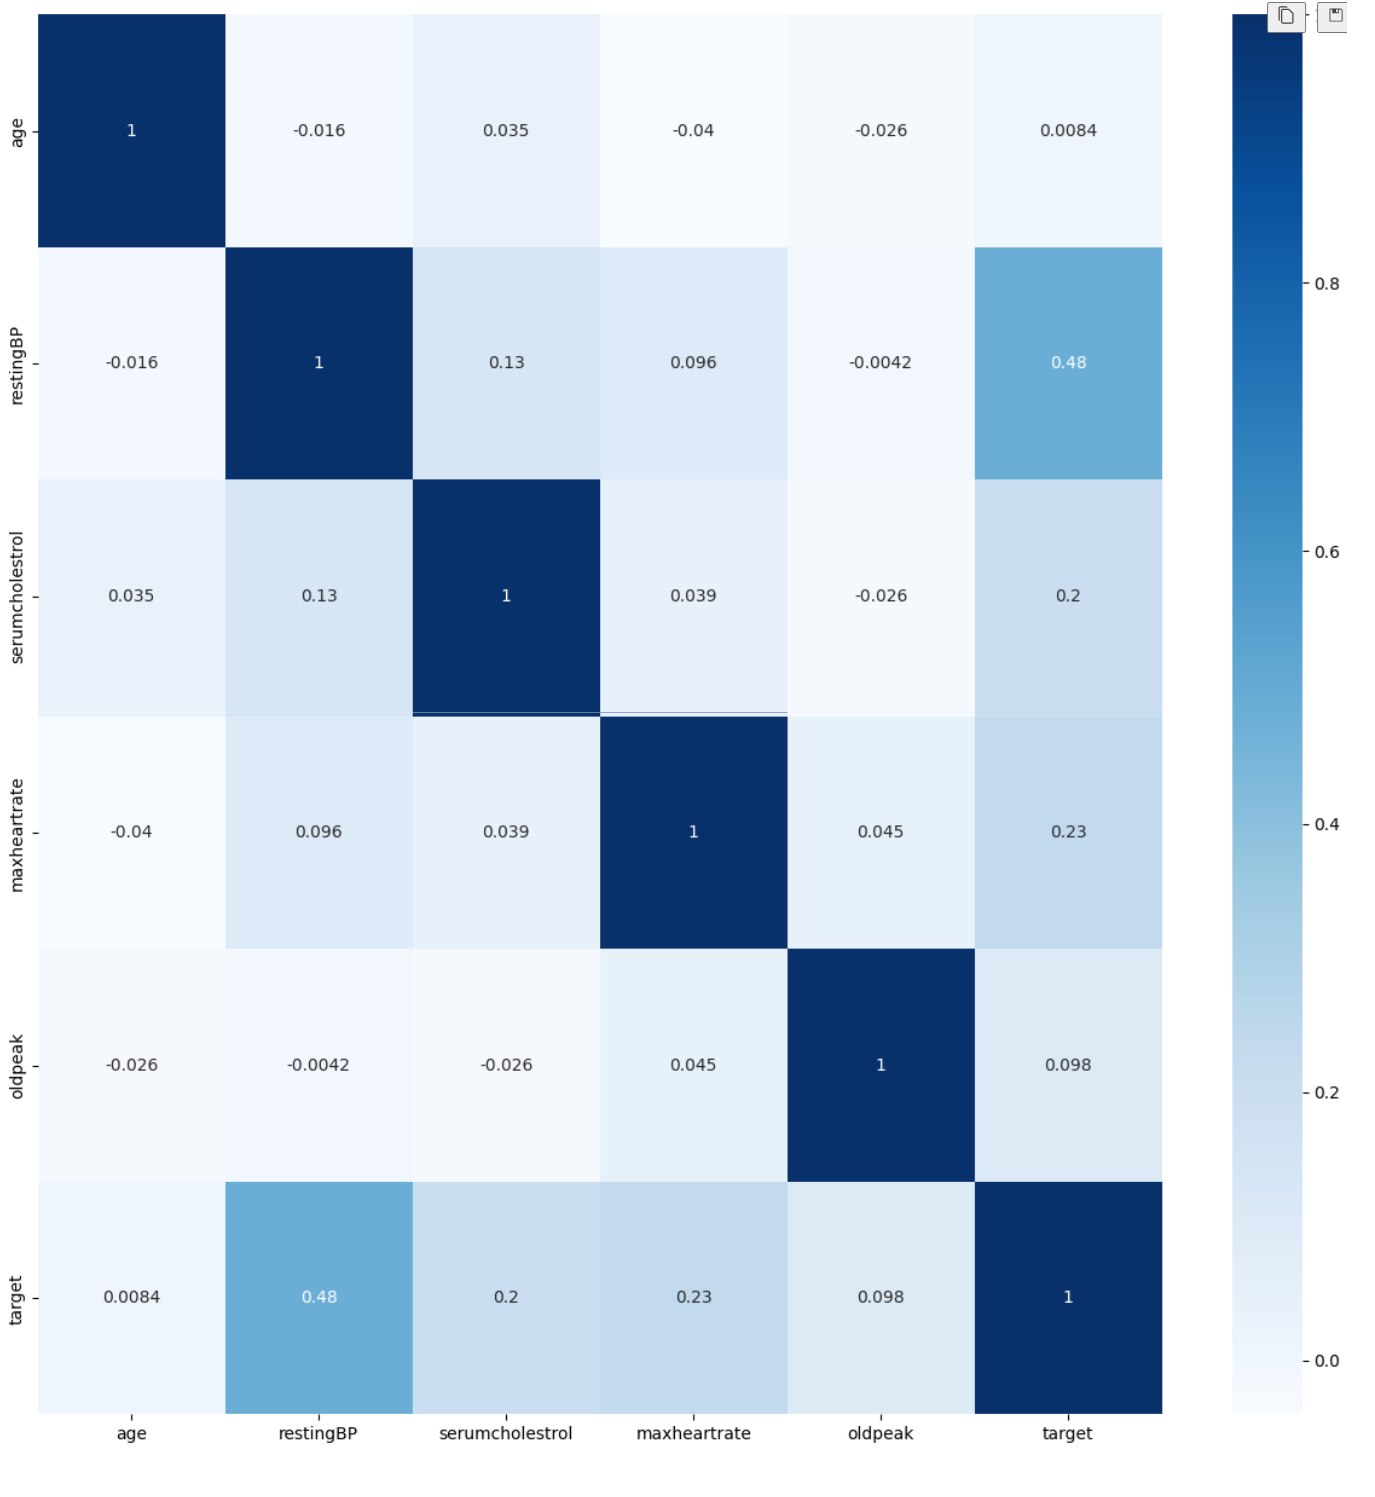 age 1 -0.016 0.035 -0.04 -0.026 0.0084
restingBP -0.016 1 0.13 0.096 -0.0042 0.48
serumcholestrol 0.035 0.13 1 0.039 -0.026 0.2
maxheartrate -0.04 0.096 0.039 1 0.045 0.23
oldpeak -0.026 -0.0042 -0.026 0.045 1 0.098
target 0.0084 0.48 0.2 0.23 0.098 1
age restingBP serumcholestrol maxheartrate oldpeak target
0.8
0.6
0.4
0.2
0.0